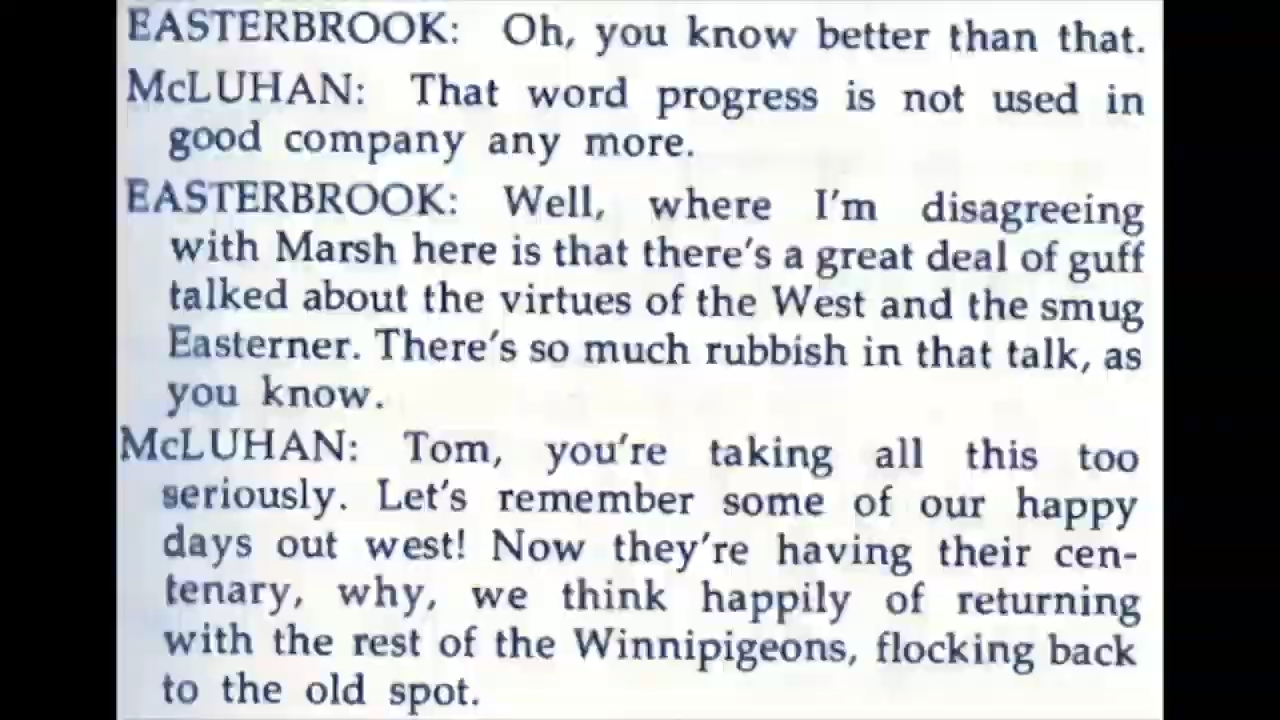 EASTERBROOK: Oh, you know better than that.
McLUHAN: That word progress is not used in
good company any more.
EASTERBROOK: Well, where I'm disagreeing
with Marsh here is that there's a great deal of guff
talked about the virtues of the West and the smug
Easterner. There's so much rubbish in that talk, as
you know.
McLUHAN: Tom, you're taking all this too
seriously. Let's remember some of our happy
days out west! Now they're having their cen-
tenary, why, we think happily of returning
with the rest of the Winnipigeons, flocking back
to the old spot.